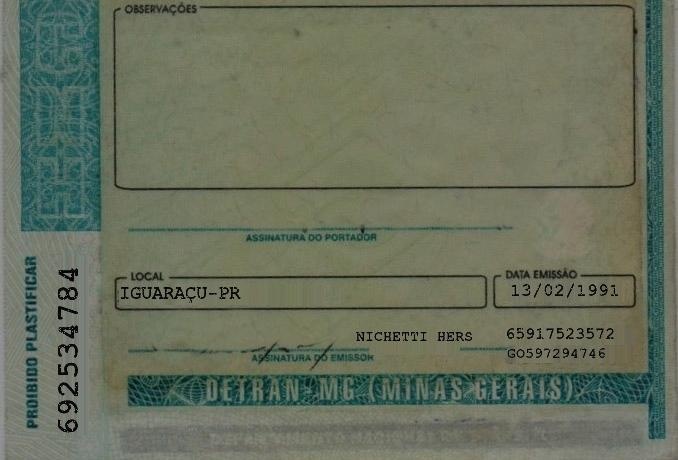 OBSERVAÇÕES
ASSINATURA DO PORTADOR
LOCAL
IGUARAÇU-PR
DATA EMISSÃO
13/02/1991
NICHETTI HERS 65917523572
ASSINATURA DO EMISSOR
GO597294746
DETRAN-MG (MINAS GERAIS)
PROIBIDO PLASTIFICAR
692534784